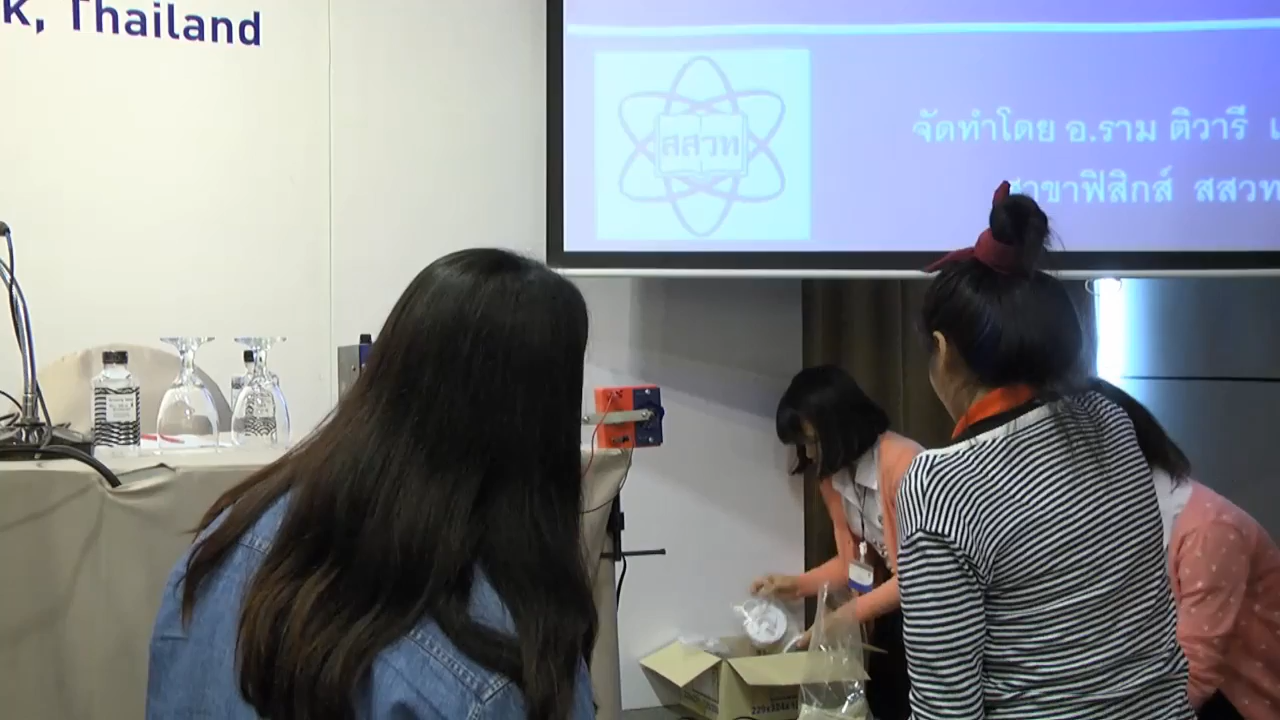 k, Thailand
สสวท
จัดทำโดย อ.ราม ติวารี
สาขาฟิสิกส์ สสวท
229x304x1